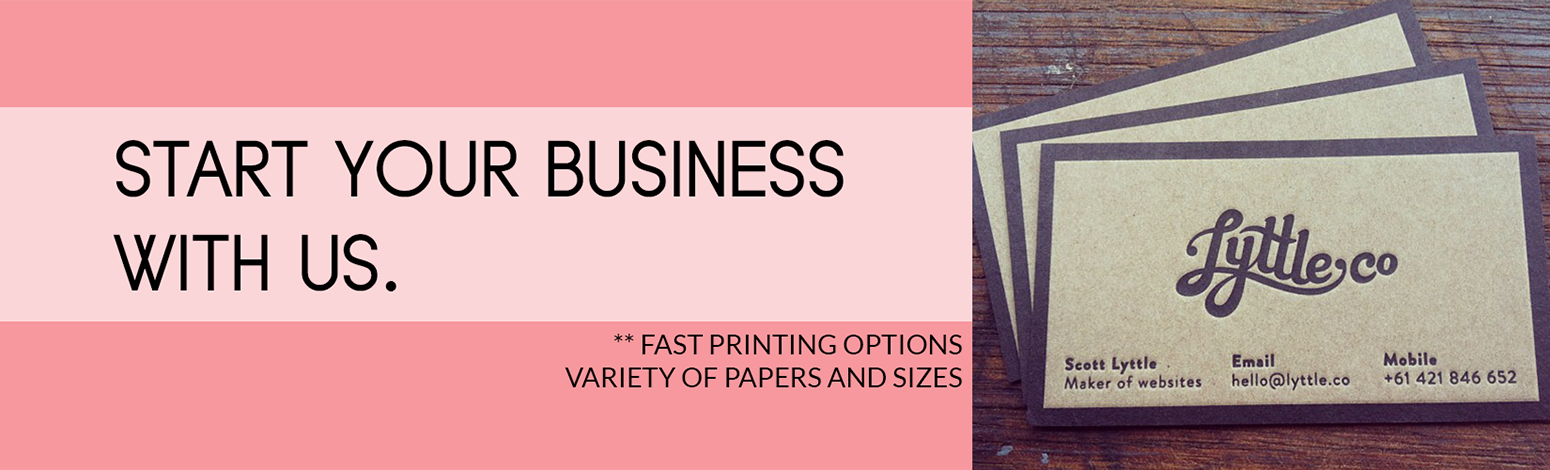 START YOUR BUSINESS
WITH US.
** FAST PRINTING OPTIONS
VARIETY OF PAPERS AND SIZES
Lyttle co
Scott Lyttle
Maker of websites
Email
hello@lyttle.co
Mobile
+61 421 846 652